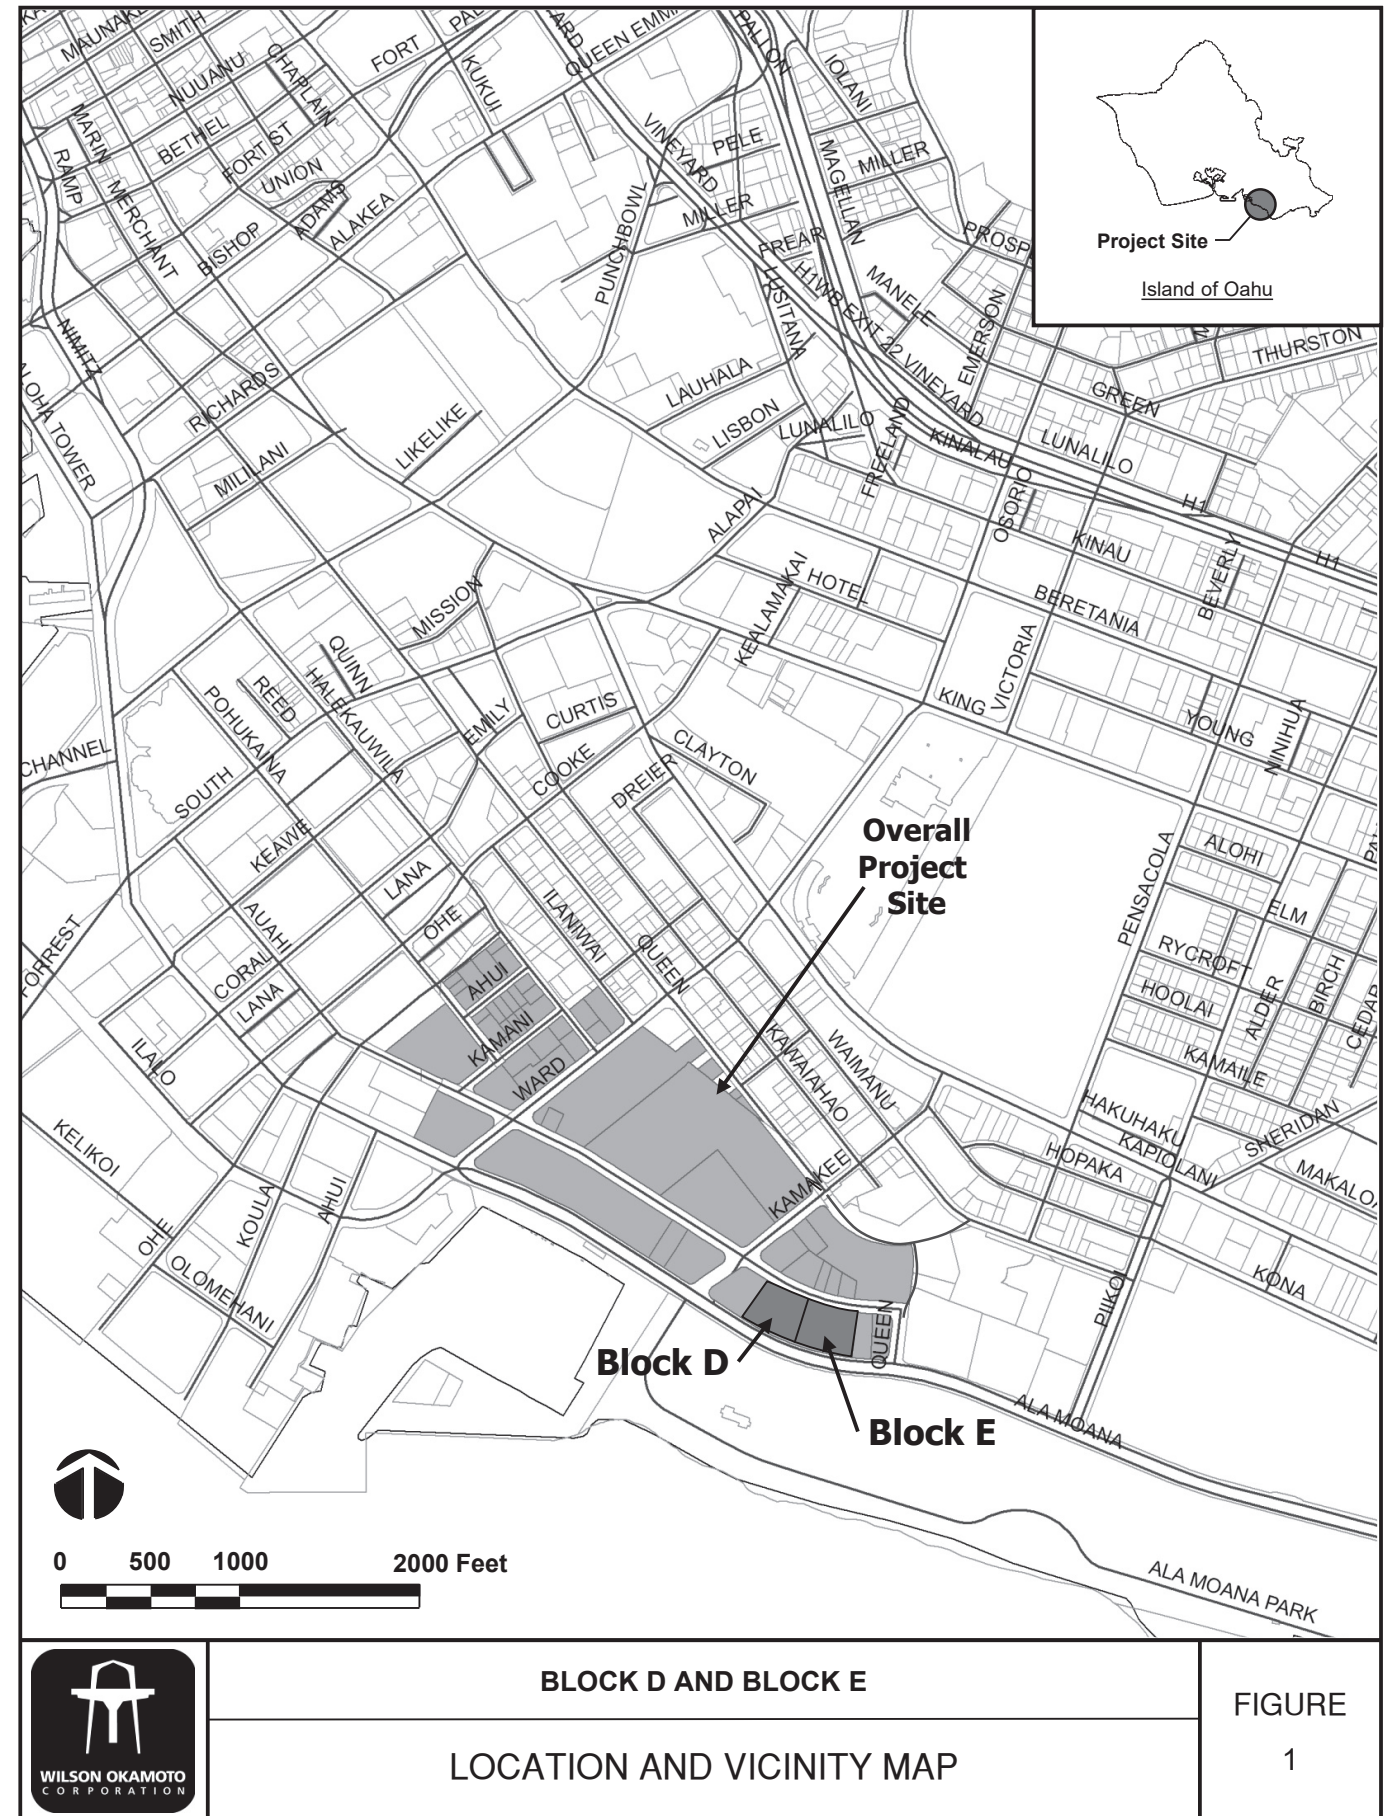 MAUNAKE
SMITH
NUUANU
CHAPLAIN
FORT
KUKUI
QUEEN EMMA
IOLANI
MARIN
BETHEL
FORT ST
UNION
VINEYARD
PELE
MAGELLAN
MILLER
RAMP
MERCHANT
BISHOP
ADAMS
ALAKEA
PUNCHBOWL
MILLER
FREAR
LUSITANA
H1WB EXIT 22 VINEYARD
MANELE
EMERSON
PROSP
Project Site
Island of Oahu
THURSTON
NIMITZ
ALOHA TOWER
RICHARDS
MILILANI
LIKELIKE
LAUHALA
LISBON
LUNALILO
FREELAND
KINALAU
LUNALILO
GREEN
H1
H1
ALAPAI
OSORIO
KINAU
BEVERLY
MISSION
KEALAMAKAI
HOTEL
BERETANIA
VICTORIA
KING
YOUNG
NINIHUA
QUINN
REED
HALEKAUWILA
POHUKAINA
EMILY
CURTIS
COOKE
CLAYTON
DREIER
CHANNEL
SOUTH
KEAWE
LANA
OHE
ILANIWAI
QUEEN
Overall
Project
Site
PENSACOLA
ALOHI
ELM
RYCROFT
HOOLAI
ALDER
BIRCH
CEDAR
KAMAILE
FORREST
AUAHI
CORAL
LANA
AHUI
KAMANI
WARD
KAWAIAHAO
WAIMANU
ILALO
KELIKOI
KOULA
AHUI
OHE
OLOMEHANI
KAMAKEE
HAKUHAKU
KAPIOLANI
HOPAKA
SHERIDAN
MAKALOA
KONA
PIIKOI
QUEEN
Block D
Block E
ALA MOANA
ALA MOANA PARK
0 500 1000 2000 Feet
WILSON OKAMOTO
CORPORATION
BLOCK D AND BLOCK E
LOCATION AND VICINITY MAP
FIGURE
1